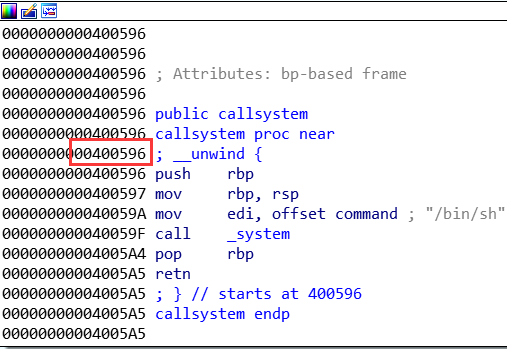 0000000000400596
0000000000400596
0000000000400596 ; Attributes: bp-based frame
0000000000400596
0000000000400596 public callsystem
0000000000400596 callsystem proc near
0000000000400596 ; __unwind {
0000000000400596 push    rbp
0000000000400597 mov     rbp, rsp
000000000040059A mov     edi, offset command ; "/bin/sh"
000000000040059F call    _system
00000000004005A4 pop     rbp
00000000004005A5 retn
00000000004005A5 ; } // starts at 400596
00000000004005A5 callsystem endp
00000000004005A5